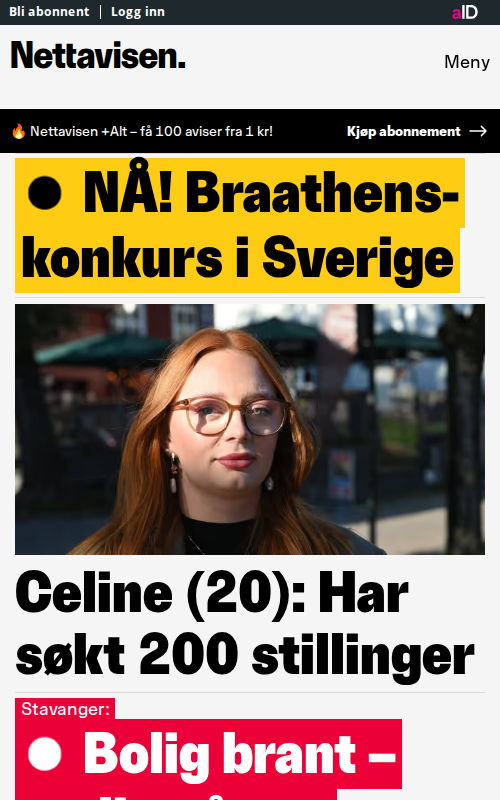 Bli abonnent | Logg inn
aID
Nettavisen.
Meny
Nettavisen +Alt – få 100 aviser fra 1 kr!
Kjøp abonnement →
NÅ! Braathens-
konkurs i Sverige
Celine (20): Har
søkt 200 stillinger
Stavanger:
Bolig brant –